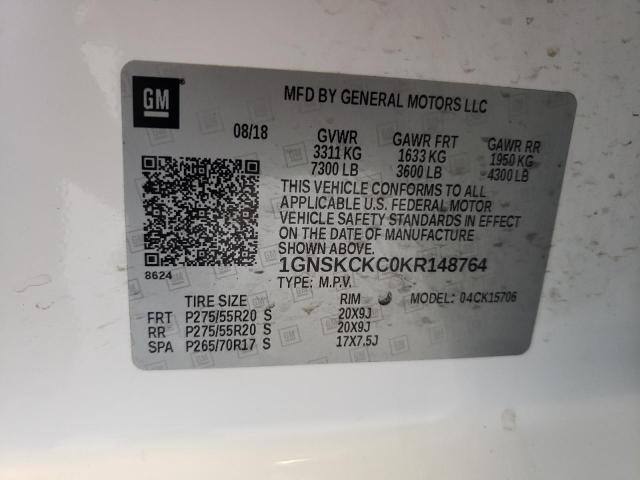 GM
MFD BY GENERAL MOTORS LLC
08/18 GVWR GAWR FRT GAWR RR
3311 KG 1633 KG 1950 KG
7300 LB 3600 LB 4300 LB
THIS VEHICLE CONFORMS TO ALL
APPLICABLE U.S. FEDERAL MOTOR
VEHICLE SAFETY STANDARDS IN EFFECT
ON THE DATE OF MANUFACTURE
SHOWN ABOVE.
8624 1GNSKCKC0KR148764
TYPE: M.P.V. MODEL: 04CK15706
TIRE SIZE RIM
FRT P275/55R20 S 20X9J
RR P275/55R20 S 20X9J
SPA P265/70R17 S 17X7.5J